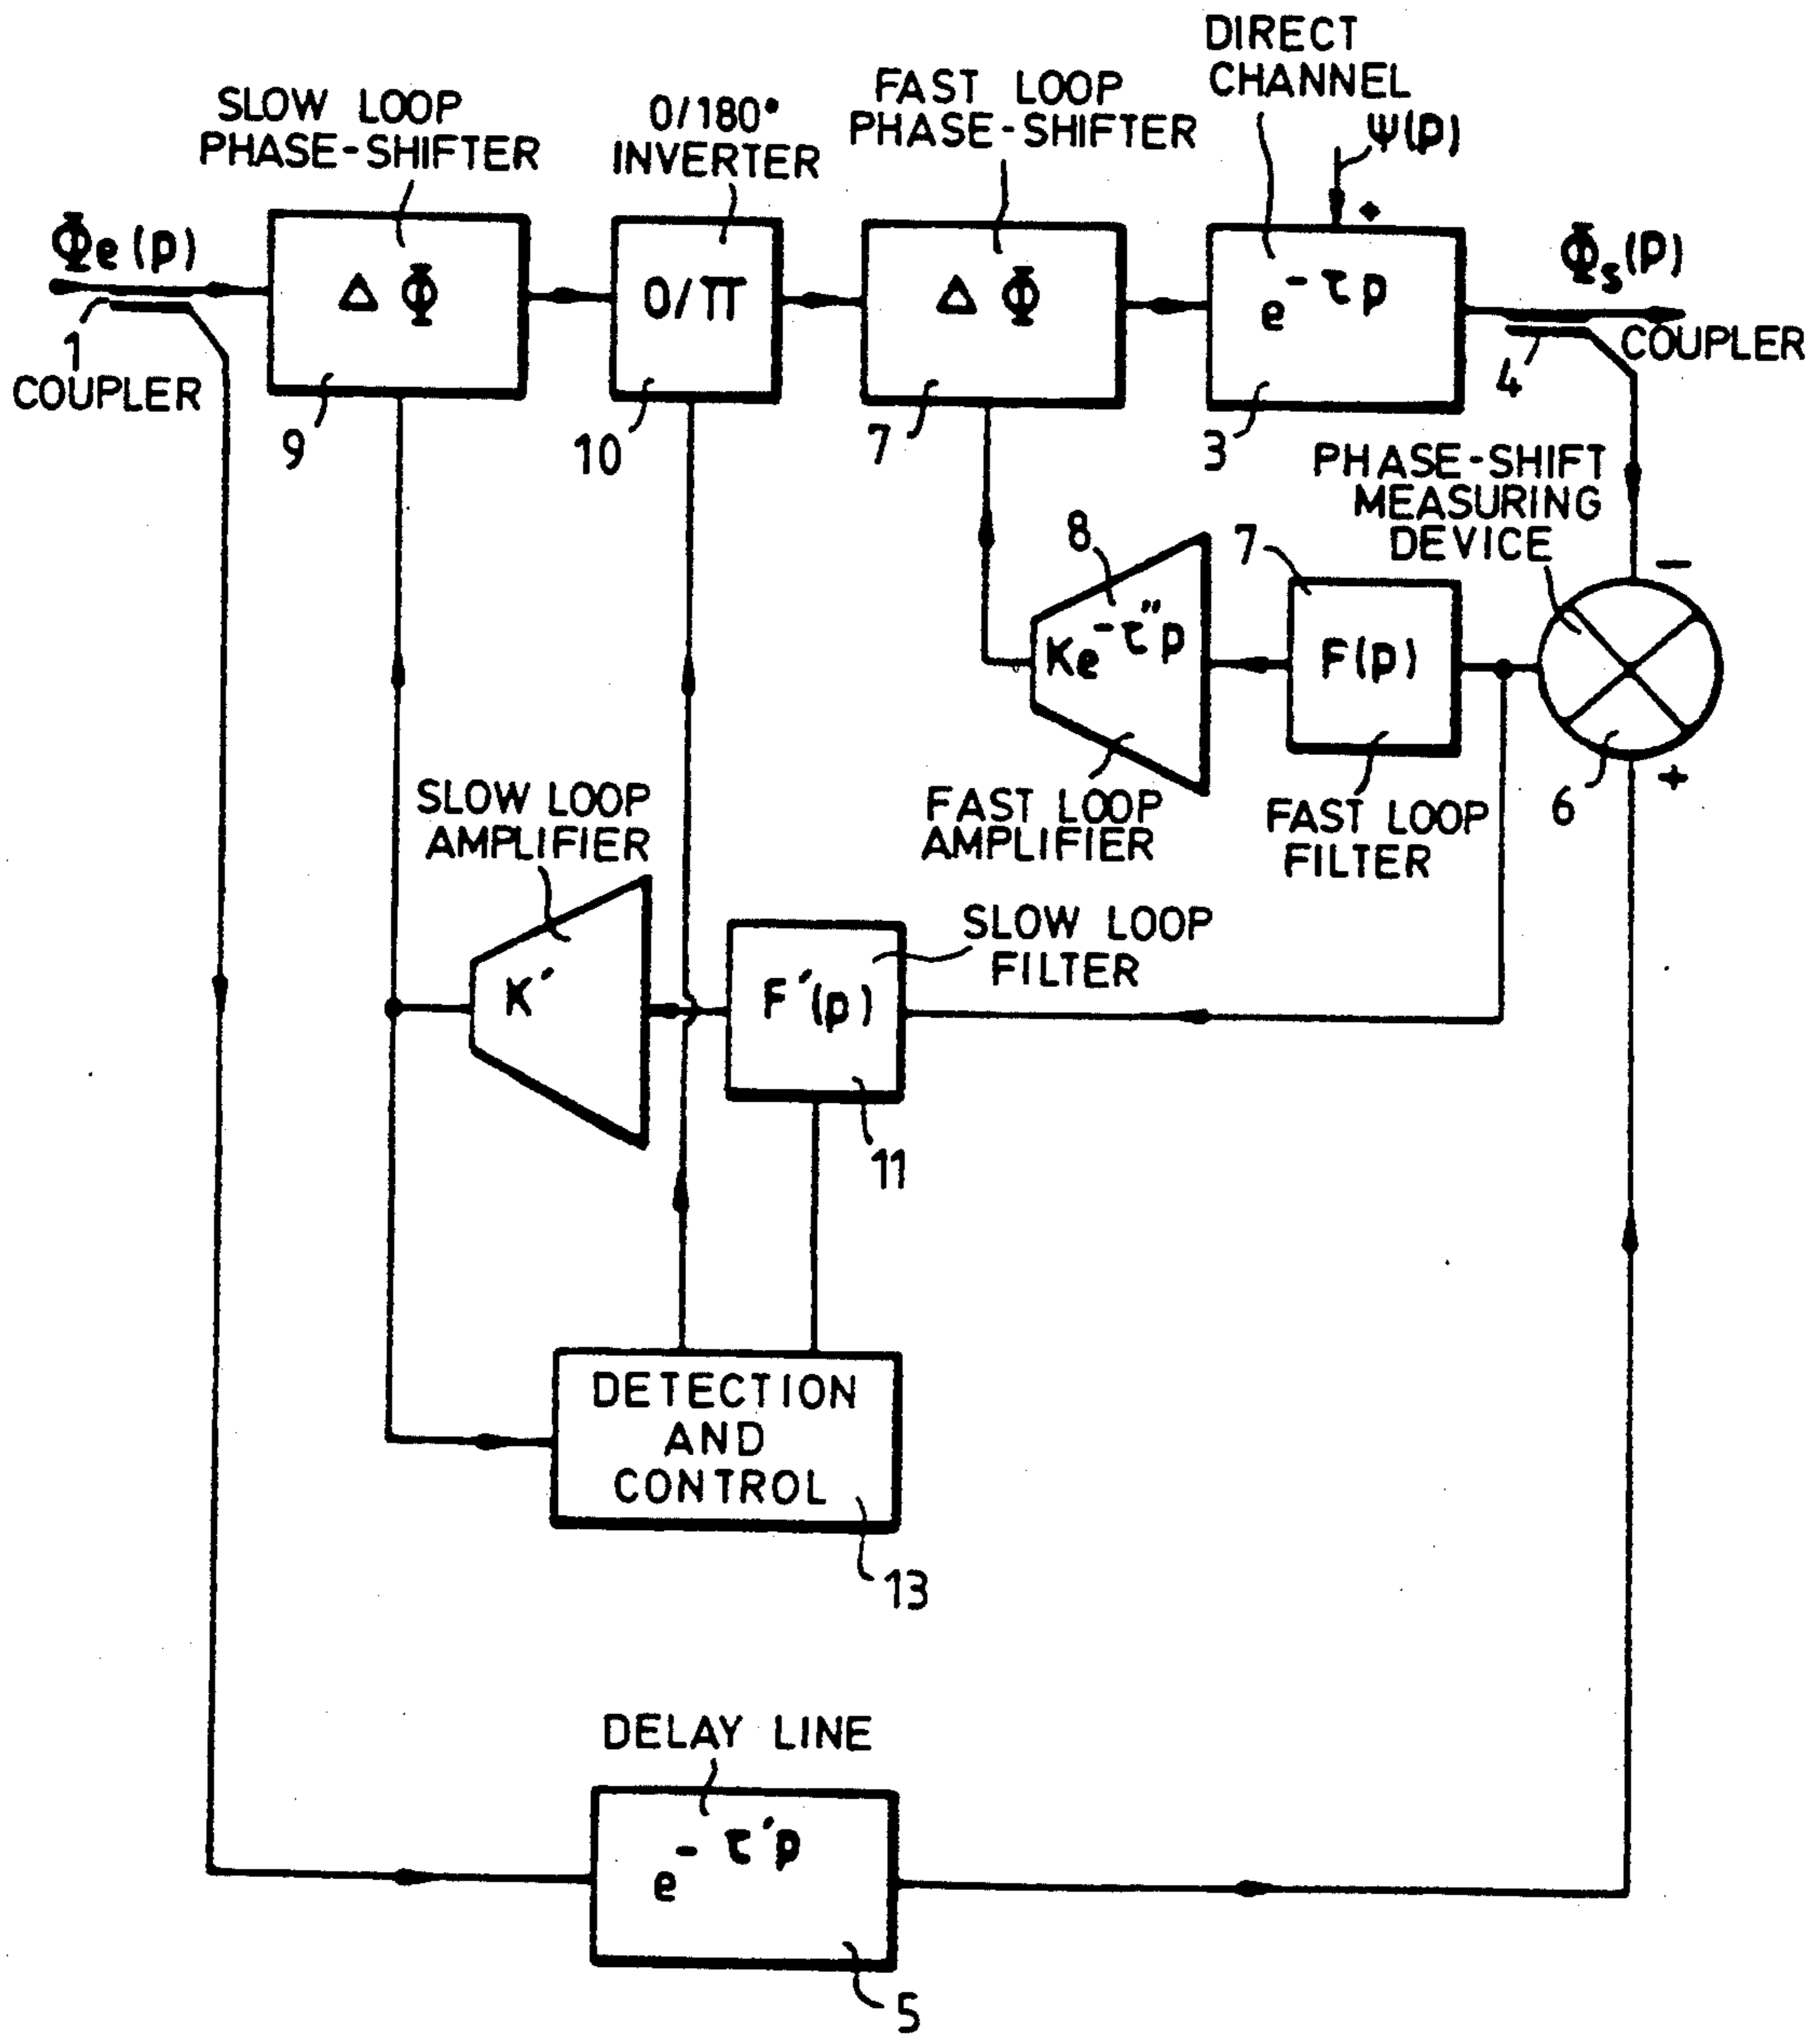 DIRECT
CHANNEL
Ψ(p)
+
SLOW LOOP
PHASE-SHIFTER
0/180°
INVERTER
FAST LOOP
PHASE-SHIFTER
Φe(p)
Δ Φ
0/Π
Δ Φ
e^-τp
Φs(p)
1
COUPLER
9
10
7
3
4
COUPLER
PHASE-SHIFT
MEASURING
DEVICE
8
7
−
Ke^-τ"p
F(p)
6
+
SLOW LOOP
AMPLIFIER
FAST LOOP
AMPLIFIER
FAST LOOP
FILTER
SLOW LOOP
FILTER
K'
F'(p)
11
DETECTION
AND
CONTROL
13
DELAY LINE
e^-τ'p
5